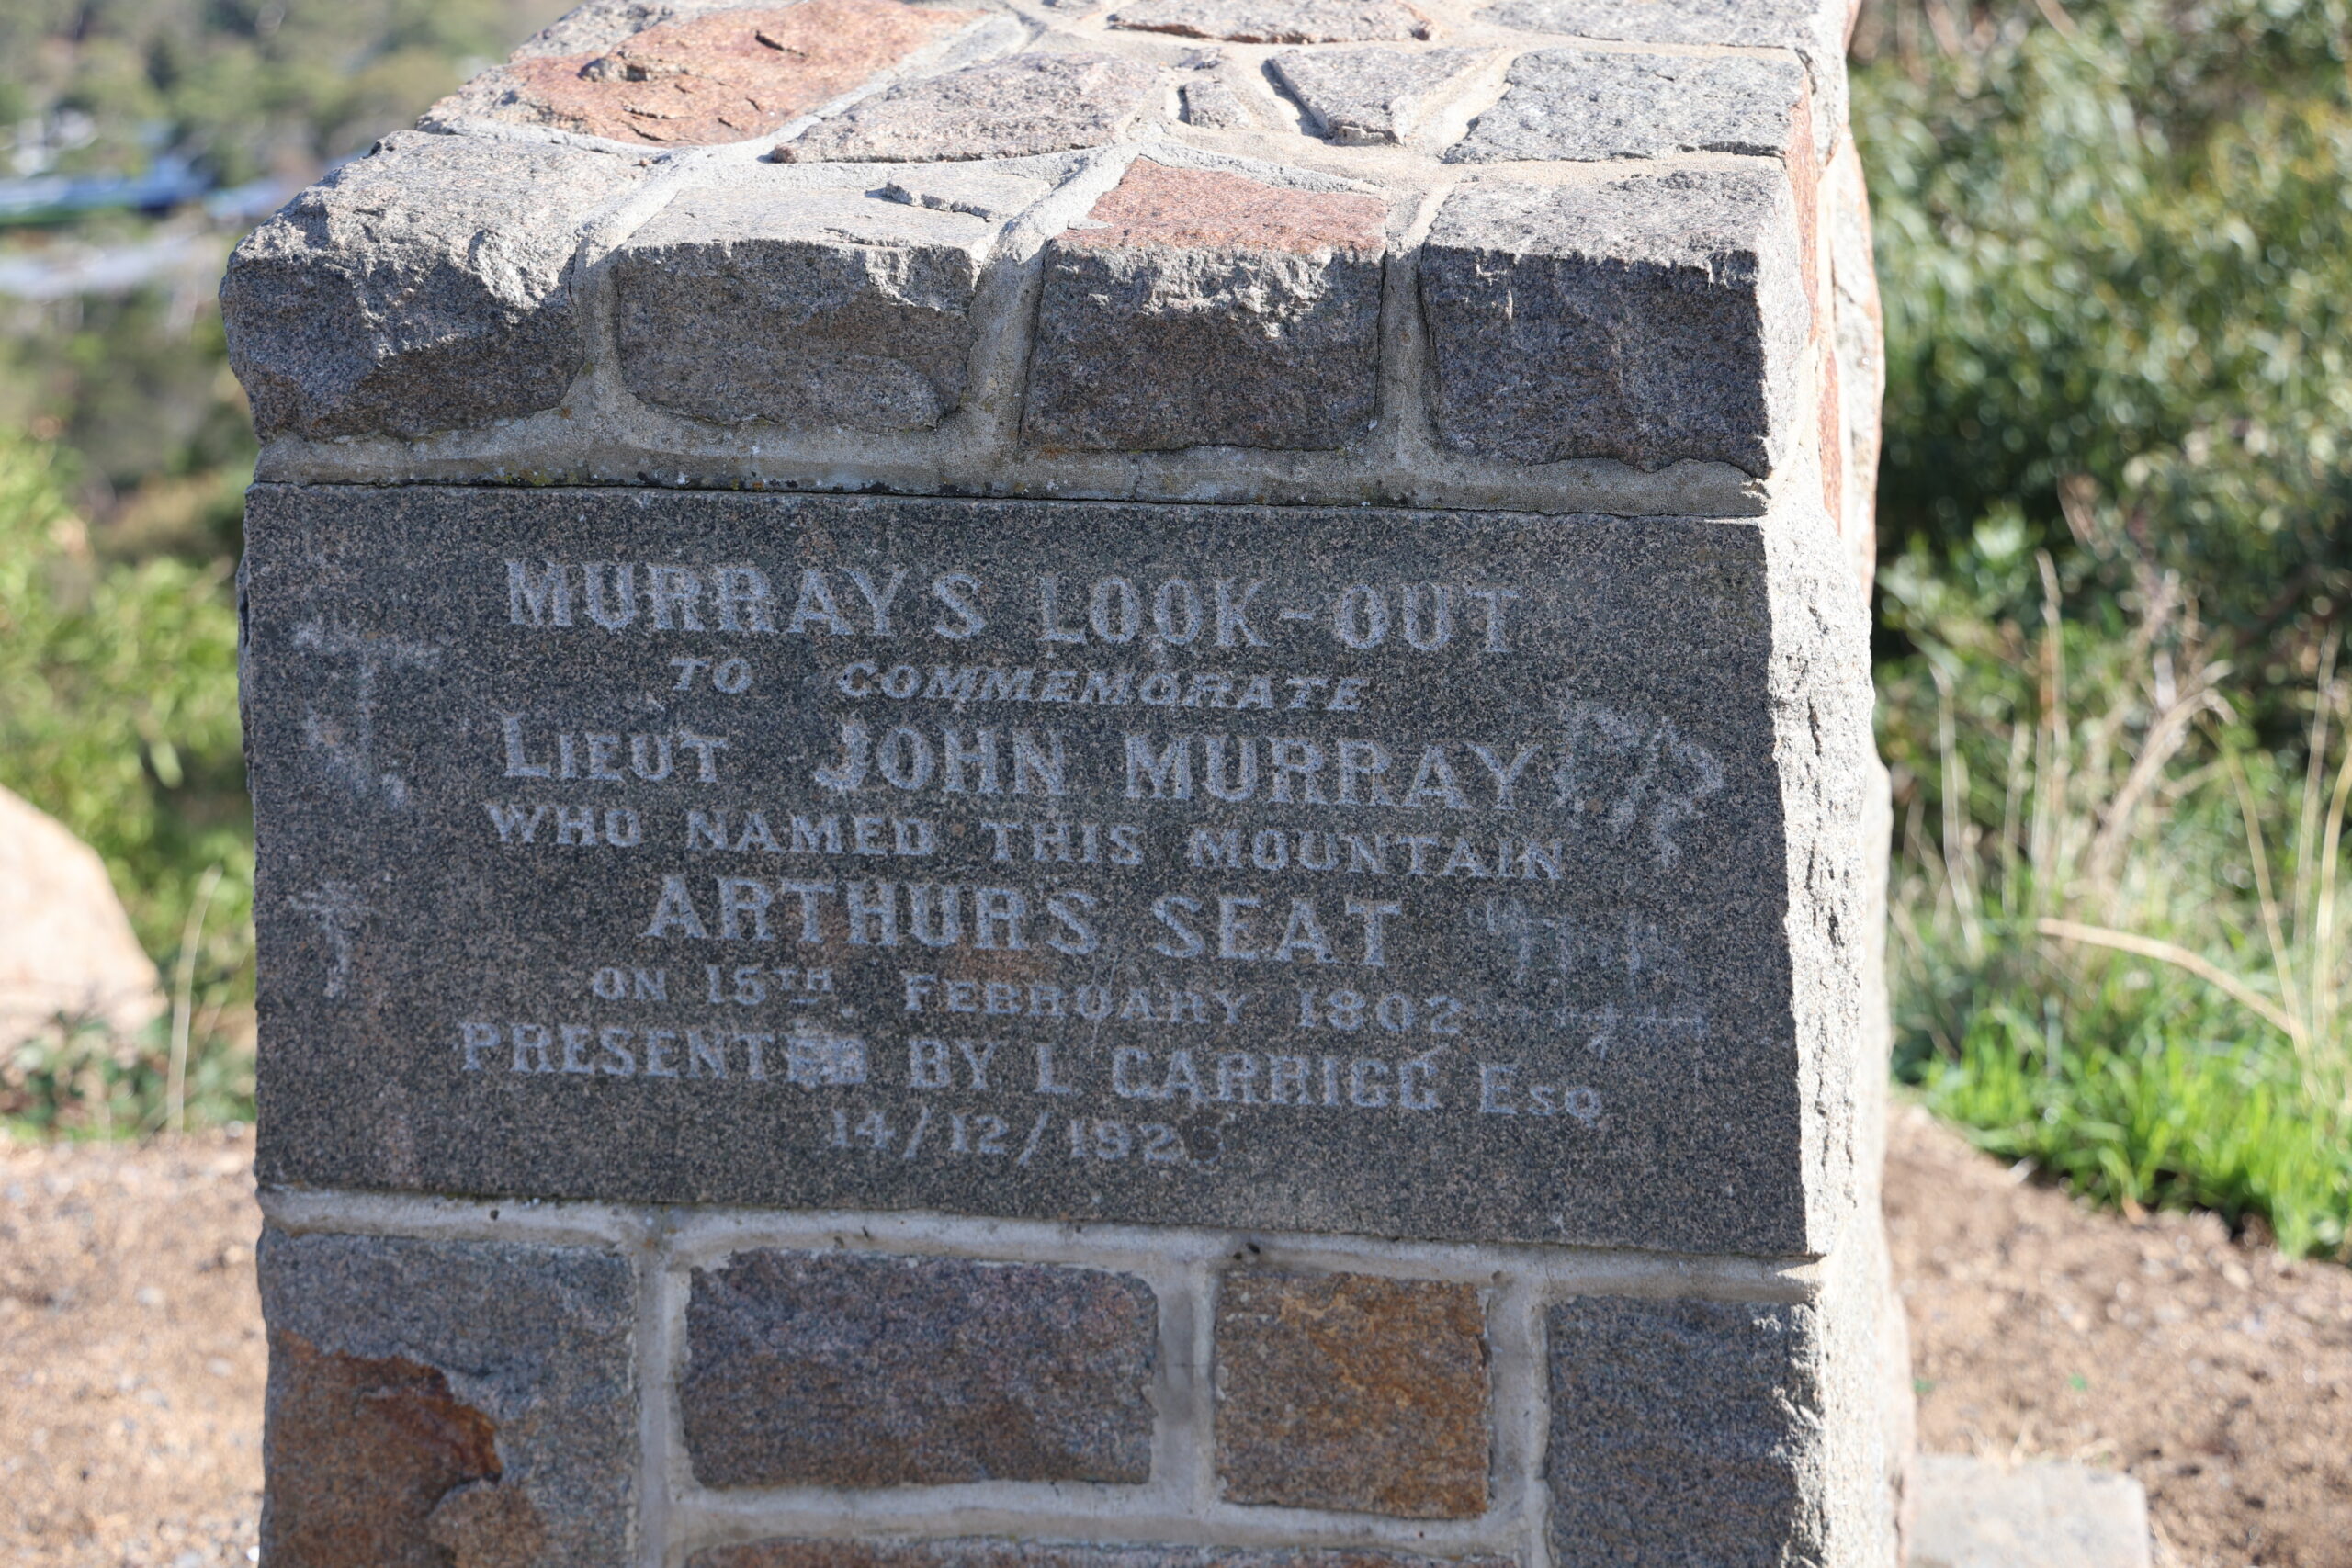 MURRAYS LOOK-OUT
TO COMMEMORATE
LIEUT JOHN MURRAY
WHO NAMED THIS MOUNTAIN
ARTHURS SEAT
ON 15TH. FEBRUARY 1802
PRESENTED BY L CARRIGG ESQ